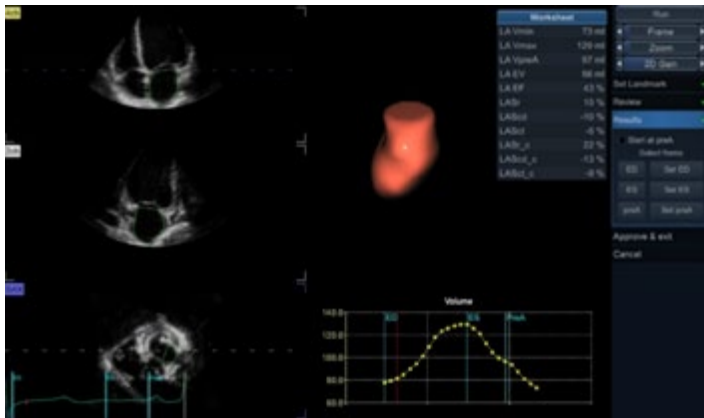 Worksheet
LA Vmin 73 ml
LA Vmax 129 ml
LA VpreA 97 ml
LA EV 56 ml
LA EF 43 %
LASr 15 %
LAScd -10 %
LASct -5 %
LASr_c 22 %
LAScd_c -13 %
LASct_c -9 %
Run
Frame
Zoom
2D Gain
Set Landmark
Review
Results
Start at preA
Select frame
ED Set ED
ES Set ES
preA Set preA
Approve & exit
Cancel
Volume
140.0
120.0
100.0
80.0
60.0
ED
ES
PreA